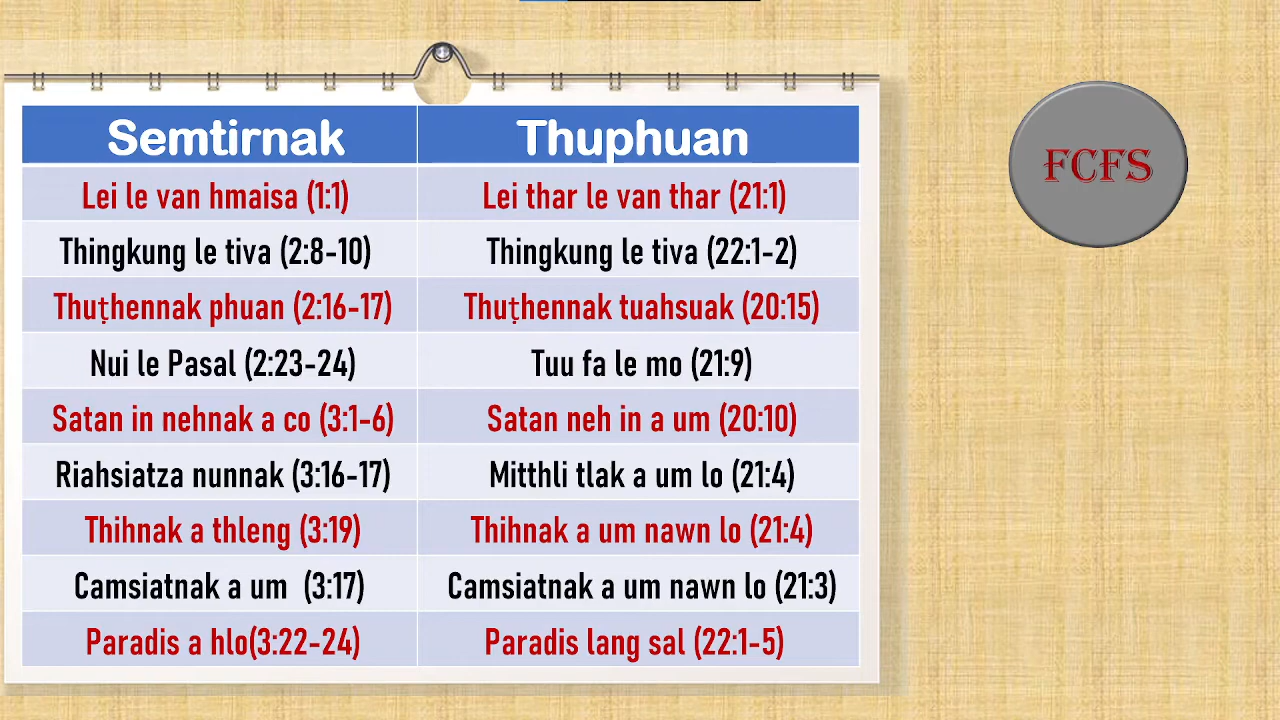 Semtirnak Thuphuan
Lei le van hmaisa (1:1) Lei thar le van thar (21:1)
Thingkung le tiva (2:8-10) Thingkung le tiva (22:1-2)
Thuṭhennak phuan (2:16-17) Thuṭhennak tuahsuak (20:15)
Nui le Pasal (2:23-24) Tuu fa le mo (21:9)
Satan in nehnak a co (3:1-6) Satan neh in a um (20:10)
Riahsiatza nunnak (3:16-17) Mitthli tlak a um lo (21:4)
Thihnak a thleng (3:19) Thihnak a um nawn lo (21:4)
Camsiatnak a um (3:17) Camsiatnak a um nawn lo (21:3)
Paradis a hlo(3:22-24) Paradis lang sal (22:1-5)
FCFS